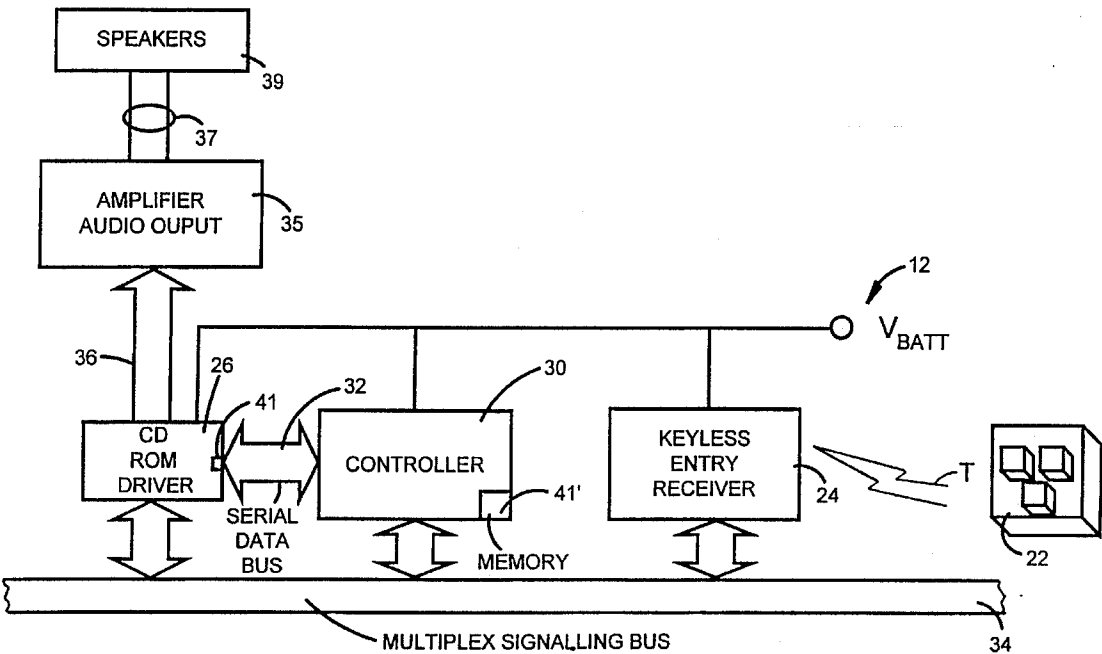 SPEAKERS
39
37
AMPLIFIER
AUDIO OUPUT
35
12
VBATT
36
26
41
32
30
CD
ROM
DRIVER
CONTROLLER
KEYLESS
ENTRY
RECEIVER
24
T
41'
SERIAL
DATA
BUS
MEMORY
22
MULTIPLEX SIGNALLING BUS
34